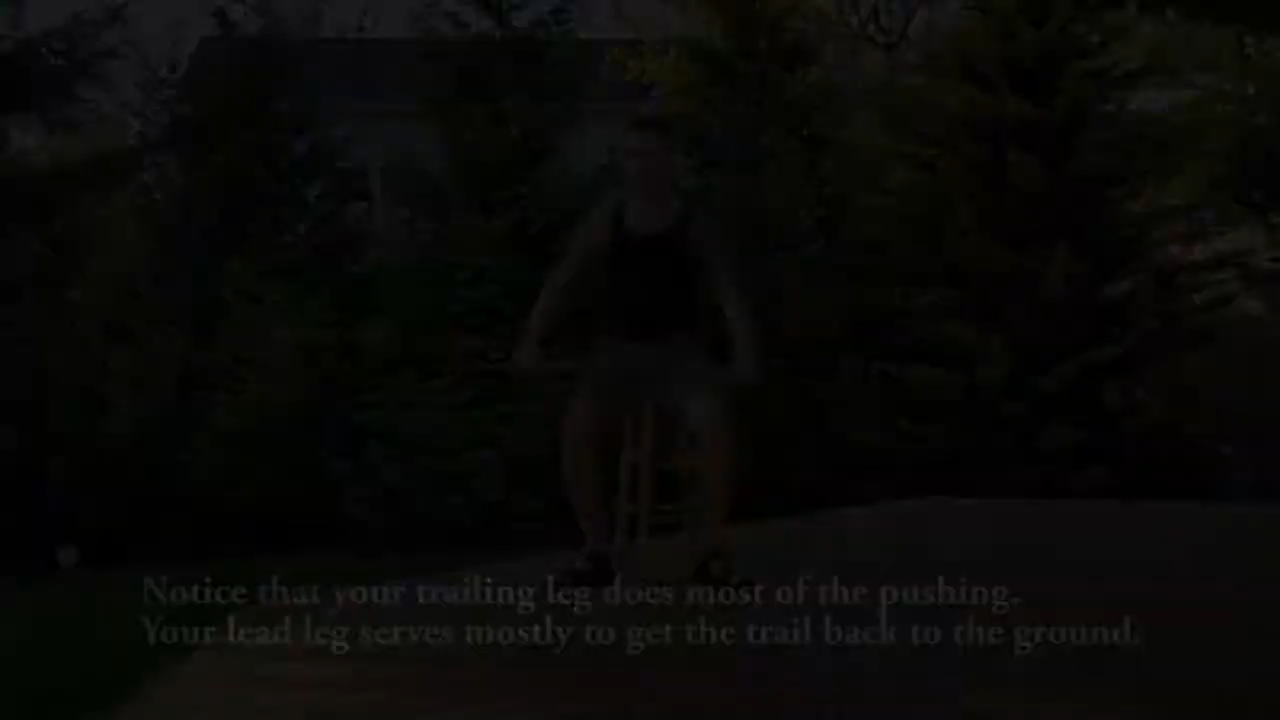 Notice that your trailing leg does most of the pushing.
Your lead leg serves mostly to get the trail back to the ground.